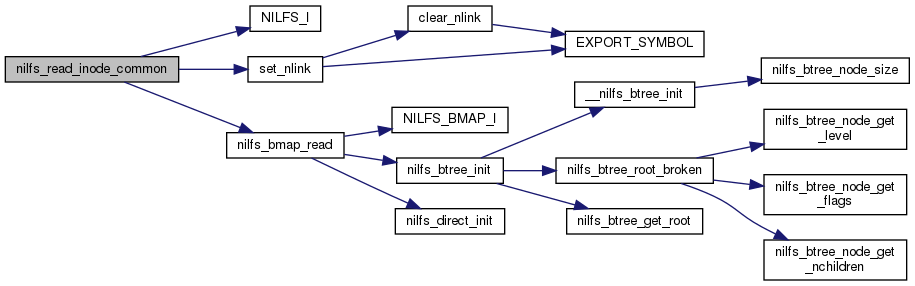 nilfs_read_inode_common
NILFS_I
set_nlink
nilfs_bmap_read
clear_nlink
EXPORT_SYMBOL
NILFS_BMAP_I
nilfs_btree_init
nilfs_direct_init
__nilfs_btree_init
nilfs_btree_root_broken
nilfs_btree_get_root
nilfs_btree_node_size
nilfs_btree_node_get
_level
nilfs_btree_node_get
_flags
nilfs_btree_node_get
_nchildren